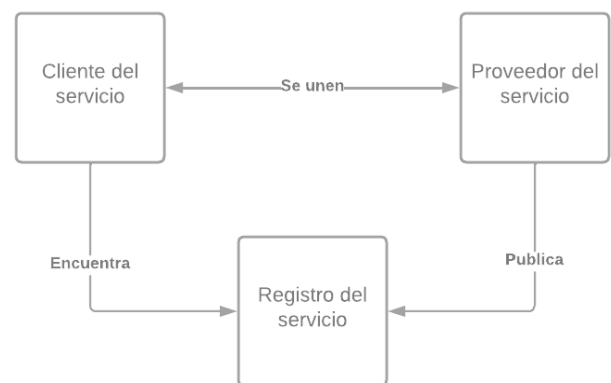 Cliente del
servicio
Se unen
Proveedor del
servicio
Encuentra
Publica
Registro del
servicio